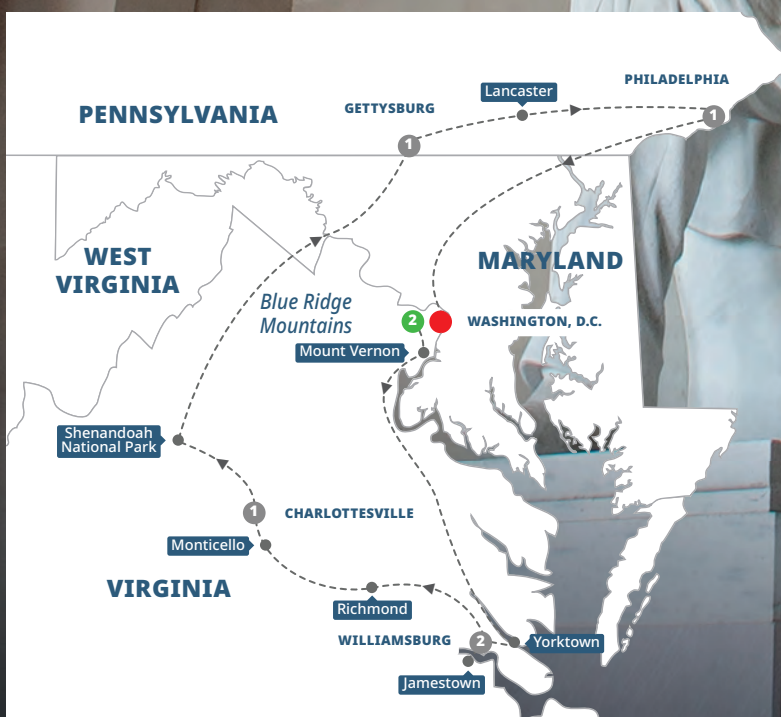 PHILADELPHIA
Lancaster
PENNSYLVANIA
GETTYSBURG
1
1
WEST
VIRGINIA
MARYLAND
Blue Ridge
Mountains
2
WASHINGTON, D.C.
Mount Vernon
Shenandoah
National Park
1
CHARLOTTESVILLE
Monticello
VIRGINIA
Richmond
WILLIAMSBURG
2
Yorktown
Jamestown